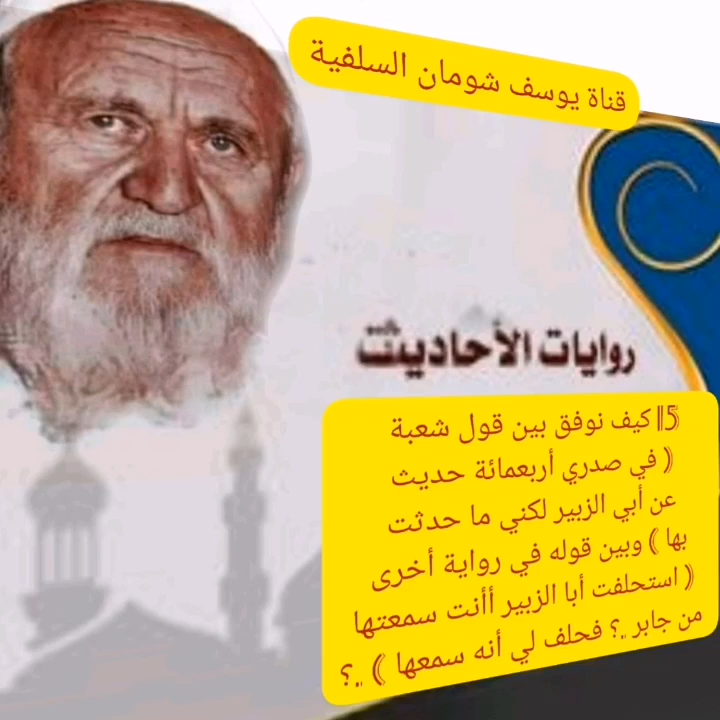 قناة يوسف شومان السلفية
روايات الأحاديث
5|| كيف نوفق بين قول شعبة
( في صدري أربعمائة حديث
عن أبي الزبير لكني ما حدثت
بها ) وبين قوله في رواية أخرى
( استحلفت أبا الزبير أأنت سمعتها
من جابر ..؟ فحلف لي أنه سمعها ) ..؟